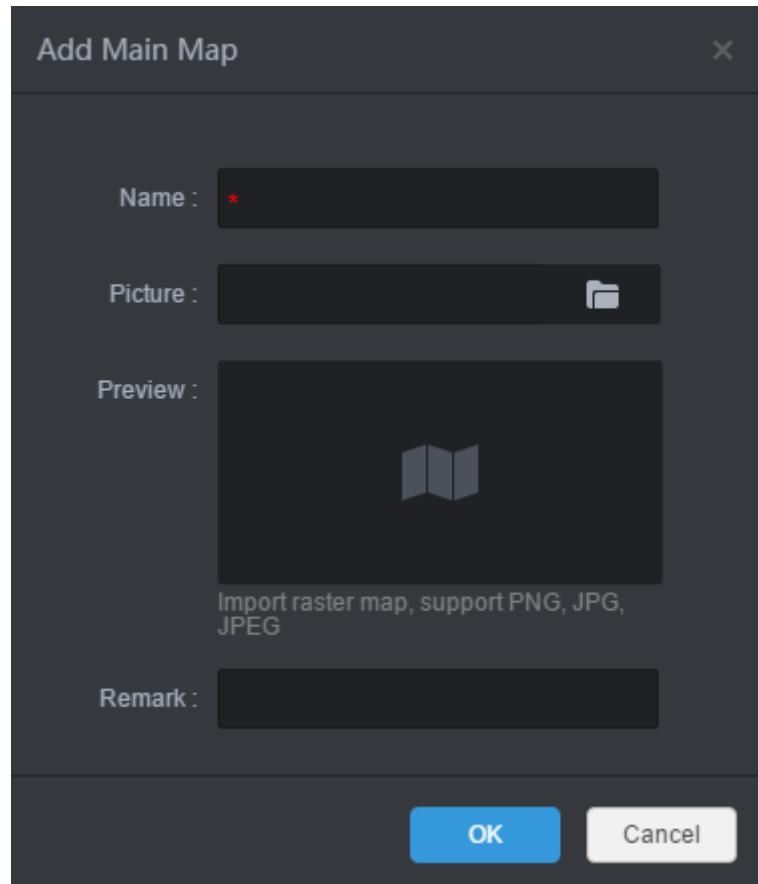 Add Main Map
Name :
*
Picture :
Preview :
Import raster map, support PNG, JPG,
JPEG
Remark :
OK
Cancel